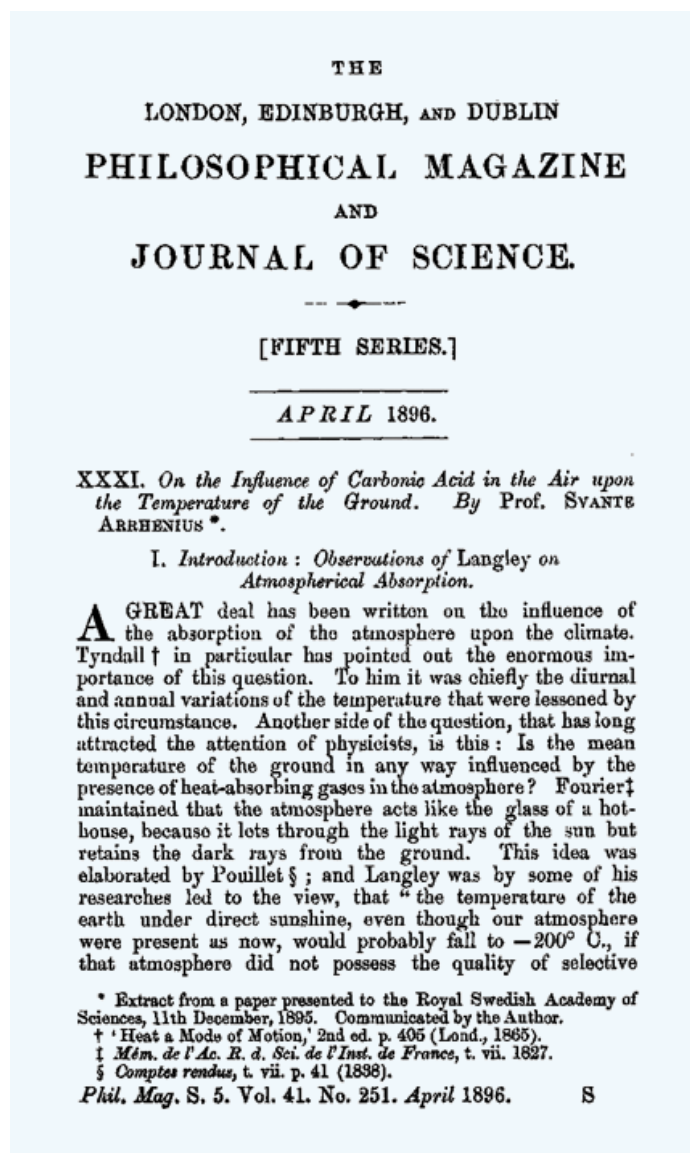 THE
LONDON, EDINBURGH, AND DUBLIN
PHILOSOPHICAL MAGAZINE
AND
JOURNAL OF SCIENCE.
[FIFTH SERIES.]
APRIL 1896.
XXXI. On the Influence of Carbonic Acid in the Air upon
the Temperature of the Ground. By Prof. SVANTE
ARRHENIUS *.
I. Introduction : Observations of Langley on
Atmospherical Absorption.
A GREAT deal has been written on the influence of
the absorption of the atmosphere upon the climate.
Tyndall † in particular has pointed out the enormous im-
portance of this question. To him it was chiefly the diurnal
and annual variations of the temperature that were lessened by
this circumstance. Another side of the question, that has long
attracted the attention of physicists, is this : Is the mean
temperature of the ground in any way influenced by the
presence of heat-absorbing gases in the atmosphere ? Fourier‡
maintained that the atmosphere acts like the glass of a hot-
house, because it lets through the light rays of the sun but
retains the dark rays from the ground. This idea was
elaborated by Pouillet § ; and Langley was by some of his
researches led to the view, that “ the temperature of the
earth under direct sunshine, even though our atmosphere
were present as now, would probably fall to —200° C., if
that atmosphere did not possess the quality of selective
* Extract from a paper presented to the Royal Swedish Academy of
Sciences, 11th December, 1895. Communicated by the Author.
† ‘ Heat a Mode of Motion,’ 2nd ed. p. 405 (Lond., 1865).
‡ Mém. de l’Ac. R. d. Sci. de l’Inst. de France, t. vii. 1827.
§ Comptes rendus, t. vii. p. 41 (1838).
Phil. Mag. S. 5. Vol. 41. No. 251. April 1896. S